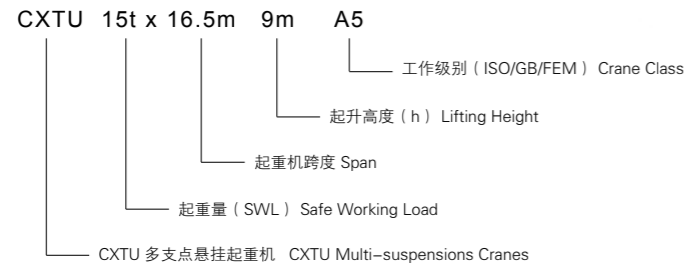 CXTU 15t x 16.5m 9m A5
工作级别（ISO/GB/FEM） Crane Class
起升高度（h） Lifting Height
起重机跨度 Span
起重量（SWL） Safe Working Load
CXTU 多支点悬挂起重机 CXTU Multi-suspensions Cranes